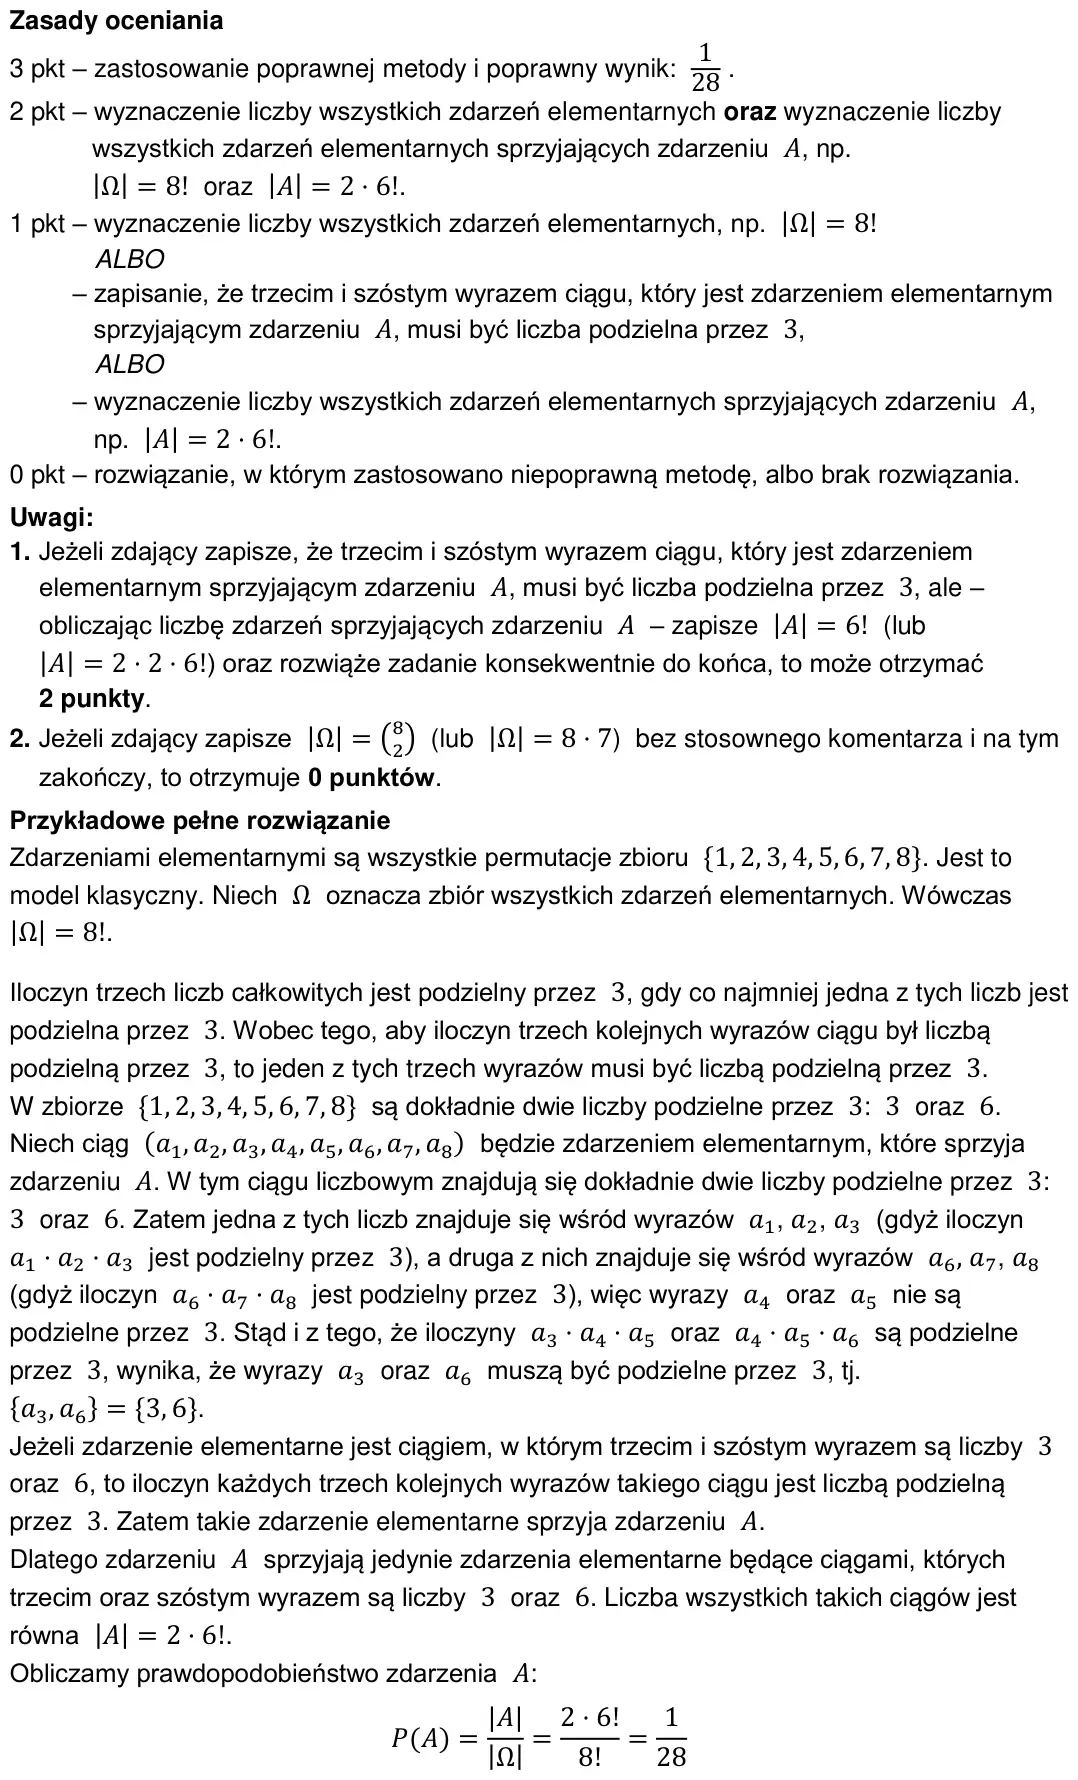 Zasady oceniania
3 pkt – zastosowanie poprawnej metody i poprawny wynik: 1/28 .
2 pkt – wyznaczenie liczby wszystkich zdarzeń elementarnych oraz wyznaczenie liczby
wszystkich zdarzeń elementarnych sprzyjających zdarzeniu A, np.
|Ω| = 8! oraz |A| = 2 · 6!.
1 pkt – wyznaczenie liczby wszystkich zdarzeń elementarnych, np. |Ω| = 8!
ALBO
– zapisanie, że trzecim i szóstym wyrazem ciągu, który jest zdarzeniem elementarnym
sprzyjającym zdarzeniu A, musi być liczba podzielna przez 3,
ALBO
– wyznaczenie liczby wszystkich zdarzeń elementarnych sprzyjających zdarzeniu A,
np. |A| = 2 · 6!.
0 pkt – rozwiązanie, w którym zastosowano niepoprawną metodę, albo brak rozwiązania.
Uwagi:
1. Jeżeli zdający zapisze, że trzecim i szóstym wyrazem ciągu, który jest zdarzeniem
elementarnym sprzyjającym zdarzeniu A, musi być liczba podzielna przez 3, ale –
obliczając liczbę zdarzeń sprzyjających zdarzeniu A – zapisze |A| = 6! (lub
|A| = 2 · 2 · 6!) oraz rozwiąże zadanie konsekwentnie do końca, to może otrzymać
2 punkty.
2. Jeżeli zdający zapisze |Ω| = (8 2) (lub |Ω| = 8 · 7) bez stosownego komentarza i na tym
zakończy, to otrzymuje 0 punktów.
Przykładowe pełne rozwiązanie
Zdarzeniami elementarnymi są wszystkie permutacje zbioru {1, 2, 3, 4, 5, 6, 7, 8}. Jest to
model klasyczny. Niech Ω oznacza zbiór wszystkich zdarzeń elementarnych. Wówczas
|Ω| = 8!.
Iloczyn trzech liczb całkowitych jest podzielny przez 3, gdy co najmniej jedna z tych liczb jest
podzielna przez 3. Wobec tego, aby iloczyn trzech kolejnych wyrazów ciągu był liczbą
podzielną przez 3, to jeden z tych trzech wyrazów musi być liczbą podzielną przez 3.
W zbiorze {1, 2, 3, 4, 5, 6, 7, 8} są dokładnie dwie liczby podzielne przez 3: 3 oraz 6.
Niech ciąg (a₁, a₂, a₃, a₄, a₅, a₆, a₇, a₈) będzie zdarzeniem elementarnym, które sprzyja
zdarzeniu A. W tym ciągu liczbowym znajdują się dokładnie dwie liczby podzielne przez 3:
3 oraz 6. Zatem jedna z tych liczb znajduje się wśród wyrazów a₁, a₂, a₃ (gdyż iloczyn
a₁ · a₂ · a₃ jest podzielny przez 3), a druga z nich znajduje się wśród wyrazów a₆, a₇, a₈
(gdyż iloczyn a₆ · a₇ · a₈ jest podzielny przez 3), więc wyrazy a₄ oraz a₅ nie są
podzielne przez 3. Stąd i z tego, że iloczyny a₃ · a₄ · a₅ oraz a₄ · a₅ · a₆ są podzielne
przez 3, wynika, że wyrazy a₃ oraz a₆ muszą być podzielne przez 3, tj.
{a₃, a₆} = {3, 6}.
Jeżeli zdarzenie elementarne jest ciągiem, w którym trzecim i szóstym wyrazem są liczby 3
oraz 6, to iloczyn każdych trzech kolejnych wyrazów takiego ciągu jest liczbą podzielną
przez 3. Zatem takie zdarzenie elementarne sprzyja zdarzeniu A.
Dlatego zdarzeniu A sprzyjają jedynie zdarzenia elementarne będące ciągami, których
trzecim oraz szóstym wyrazem są liczby 3 oraz 6. Liczba wszystkich takich ciągów jest
równa |A| = 2 · 6!.
Obliczamy prawdopodobieństwo zdarzenia A:
P(A) = |A|/|Ω| = 2 · 6!/8! = 1/28